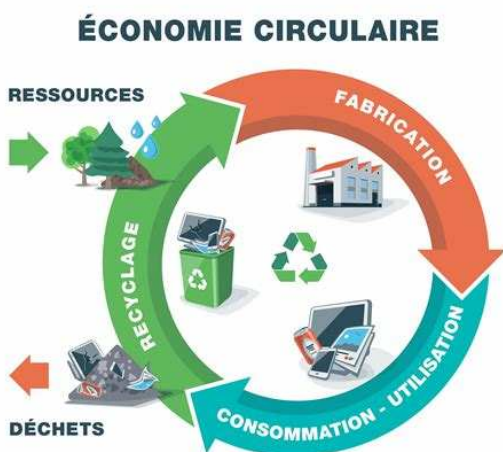 ÉCONOMIE CIRCULAIRE
RESSOURCES
FABRICATION
RECYCLAGE
CONSOMMATION - UTILISATION
DÉCHETS